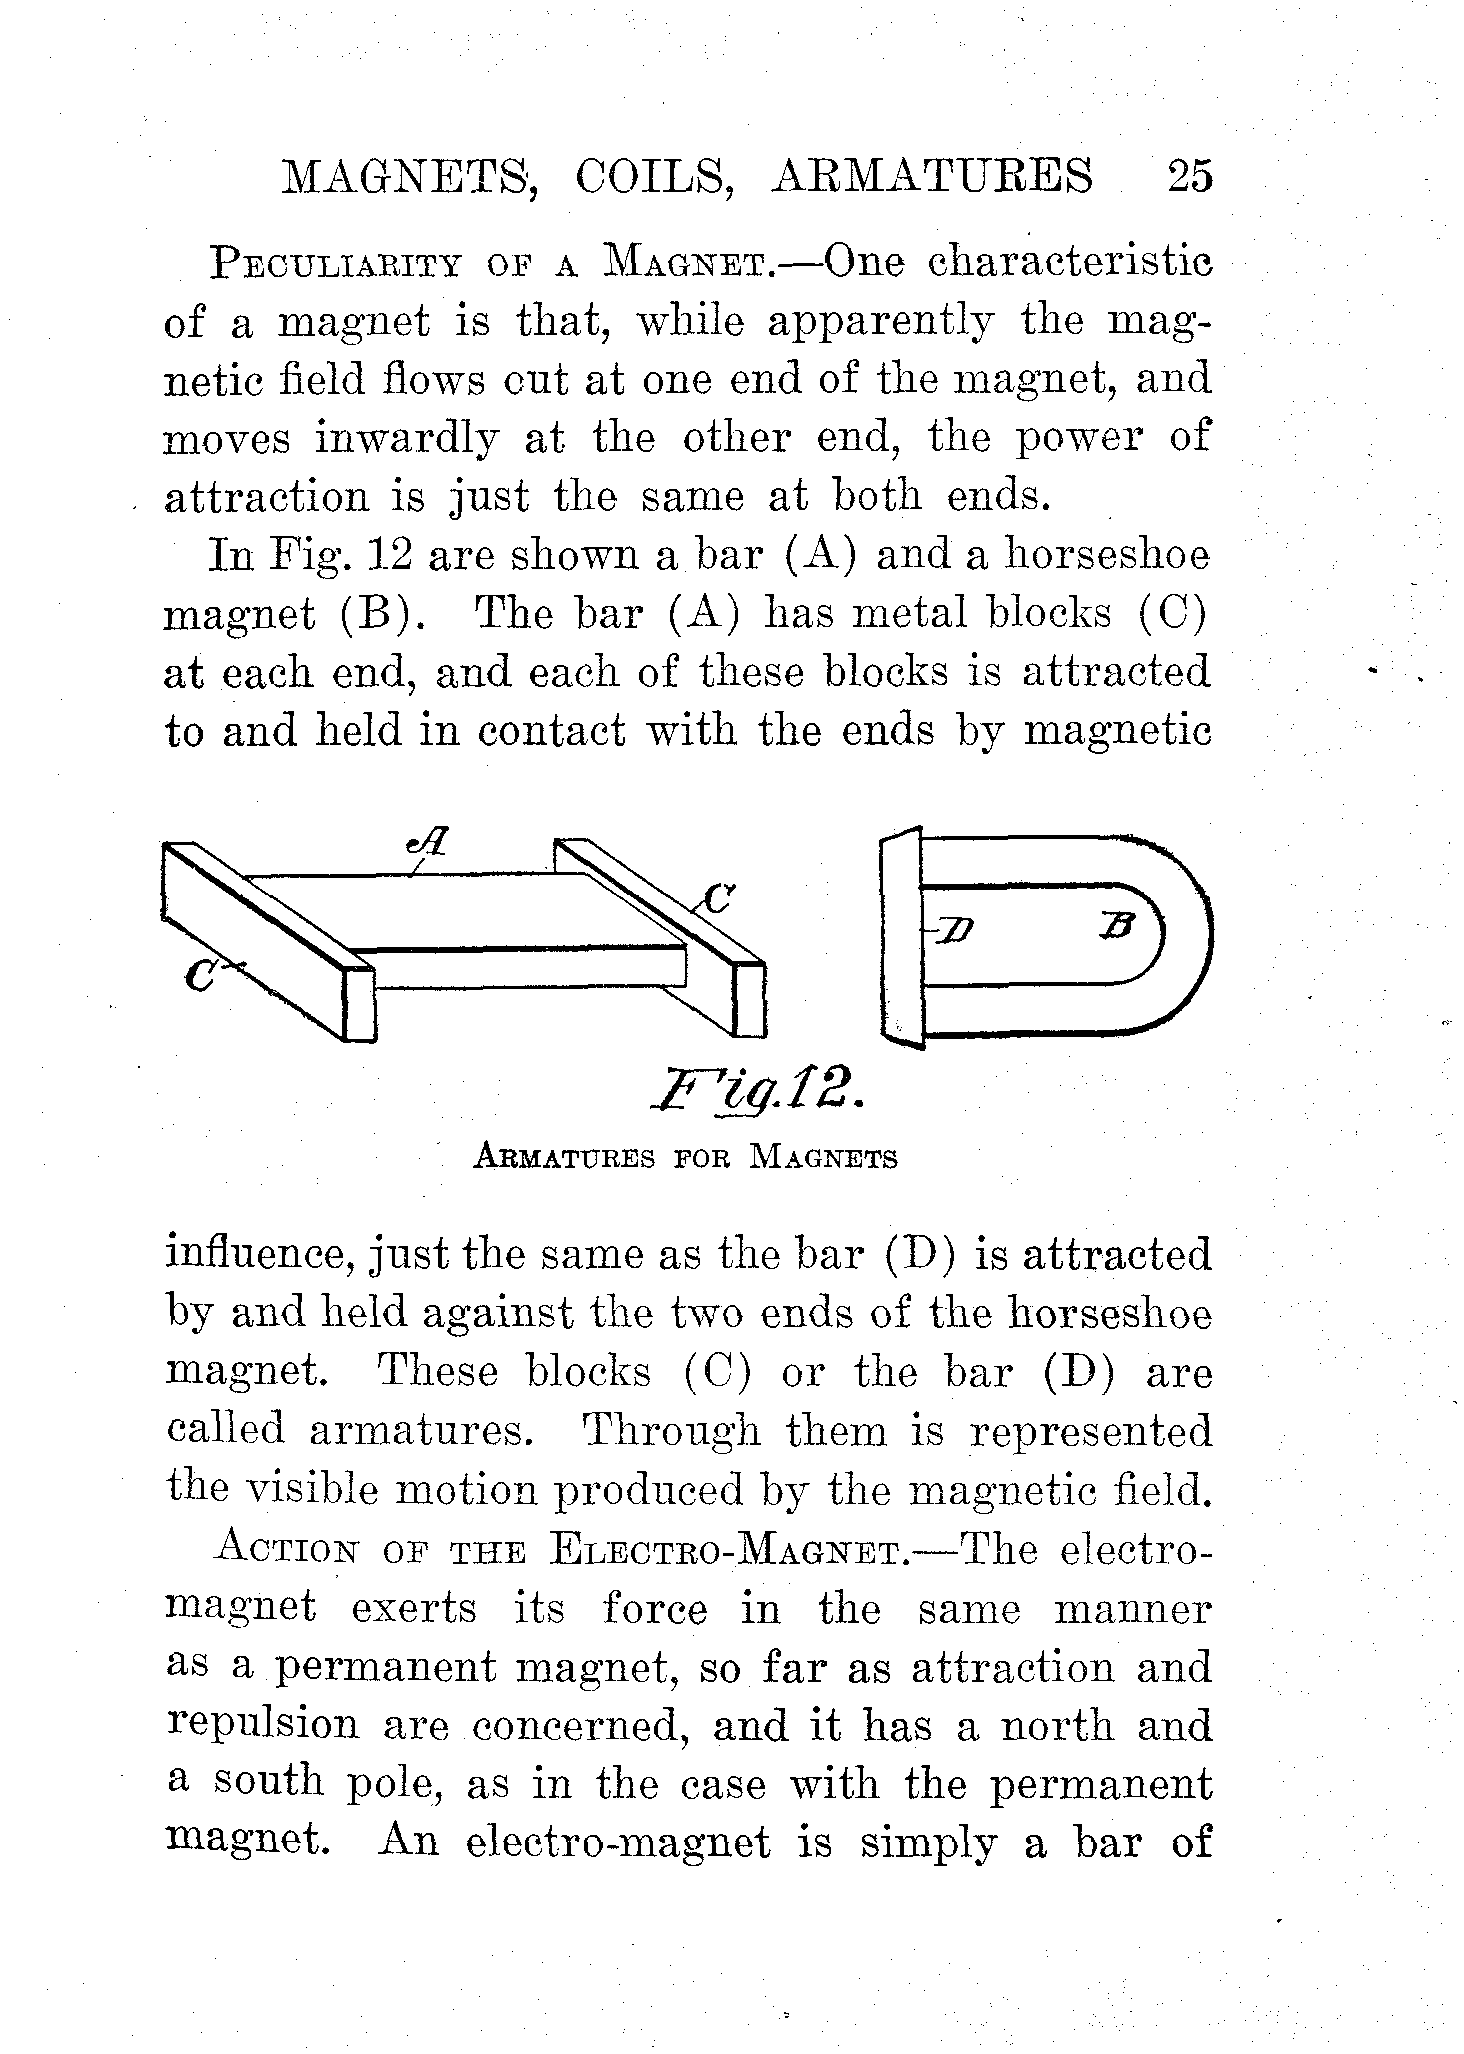 MAGNETS, COILS, ARMATURES 25
PECULIARITY OF A MAGNET.—One characteristic
of a magnet is that, while apparently the mag-
netic field flows out at one end of the magnet, and
moves inwardly at the other end, the power of
attraction is just the same at both ends.
In Fig. 12 are shown a bar (A) and a horseshoe
magnet (B). The bar (A) has metal blocks (C)
at each end, and each of these blocks is attracted
to and held in contact with the ends by magnetic
A
C
C
D
B
Fig.12.
ARMATURES FOR MAGNETS
influence, just the same as the bar (D) is attracted
by and held against the two ends of the horseshoe
magnet. These blocks (C) or the bar (D) are
called armatures. Through them is represented
the visible motion produced by the magnetic field.
ACTION OF THE ELECTRO-MAGNET.—The electro-
magnet exerts its force in the same manner
as a permanent magnet, so far as attraction and
repulsion are concerned, and it has a north and
a south pole, as in the case with the permanent
magnet. An electro-magnet is simply a bar of